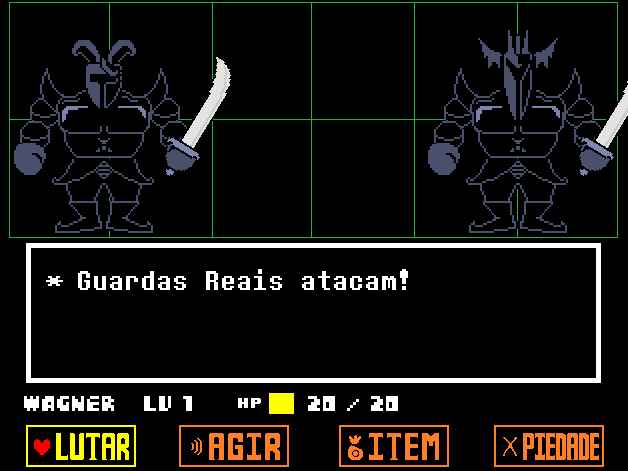 * Guardas Reais atacam!
WAGNER LV 1 HP 20 / 20
LUTAR AGIR ITEM PIEDADE